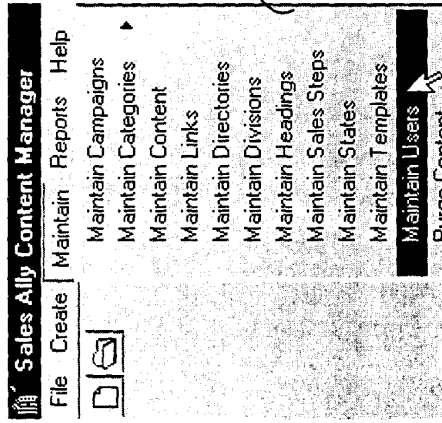 Sales Ally Content Manager
File Create Maintain Reports Help
Maintain Campaigns
Maintain Categories
Maintain Content
Maintain Links
Maintain Directories
Maintain Divisions
Maintain Headings
Maintain Sales Steps
Maintain States
Maintain Templates
Maintain Users
Content